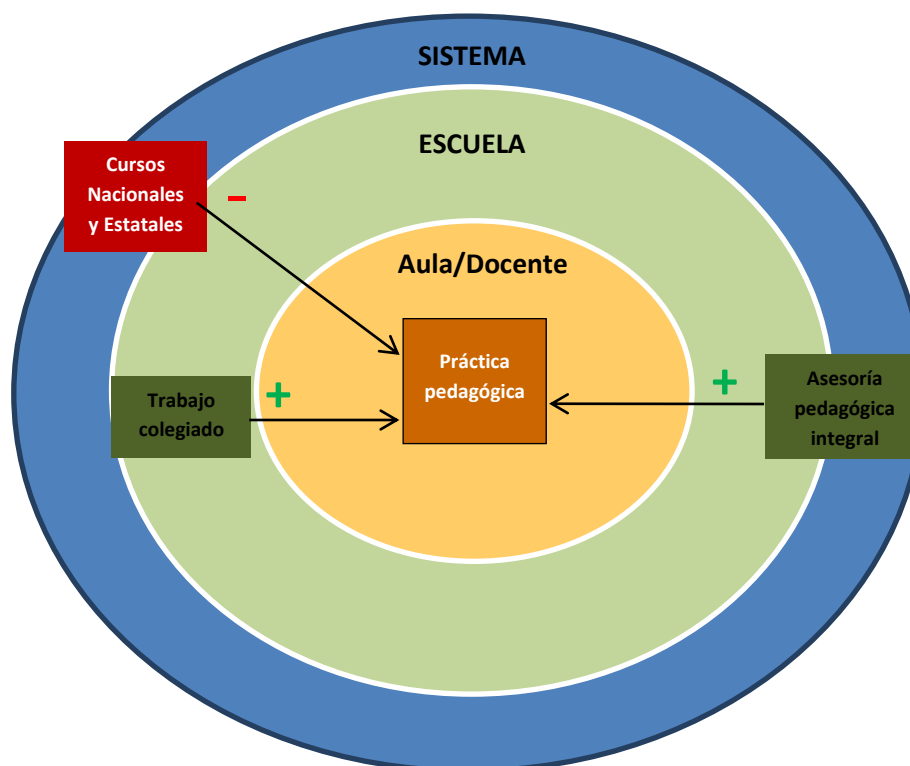 SISTEMA
ESCUELA
Cursos
Nacionales
y Estatales
−
Aula/Docente
Práctica
pedagógica
+
Trabajo
colegiado
+
Asesoría
pedagógica
integral